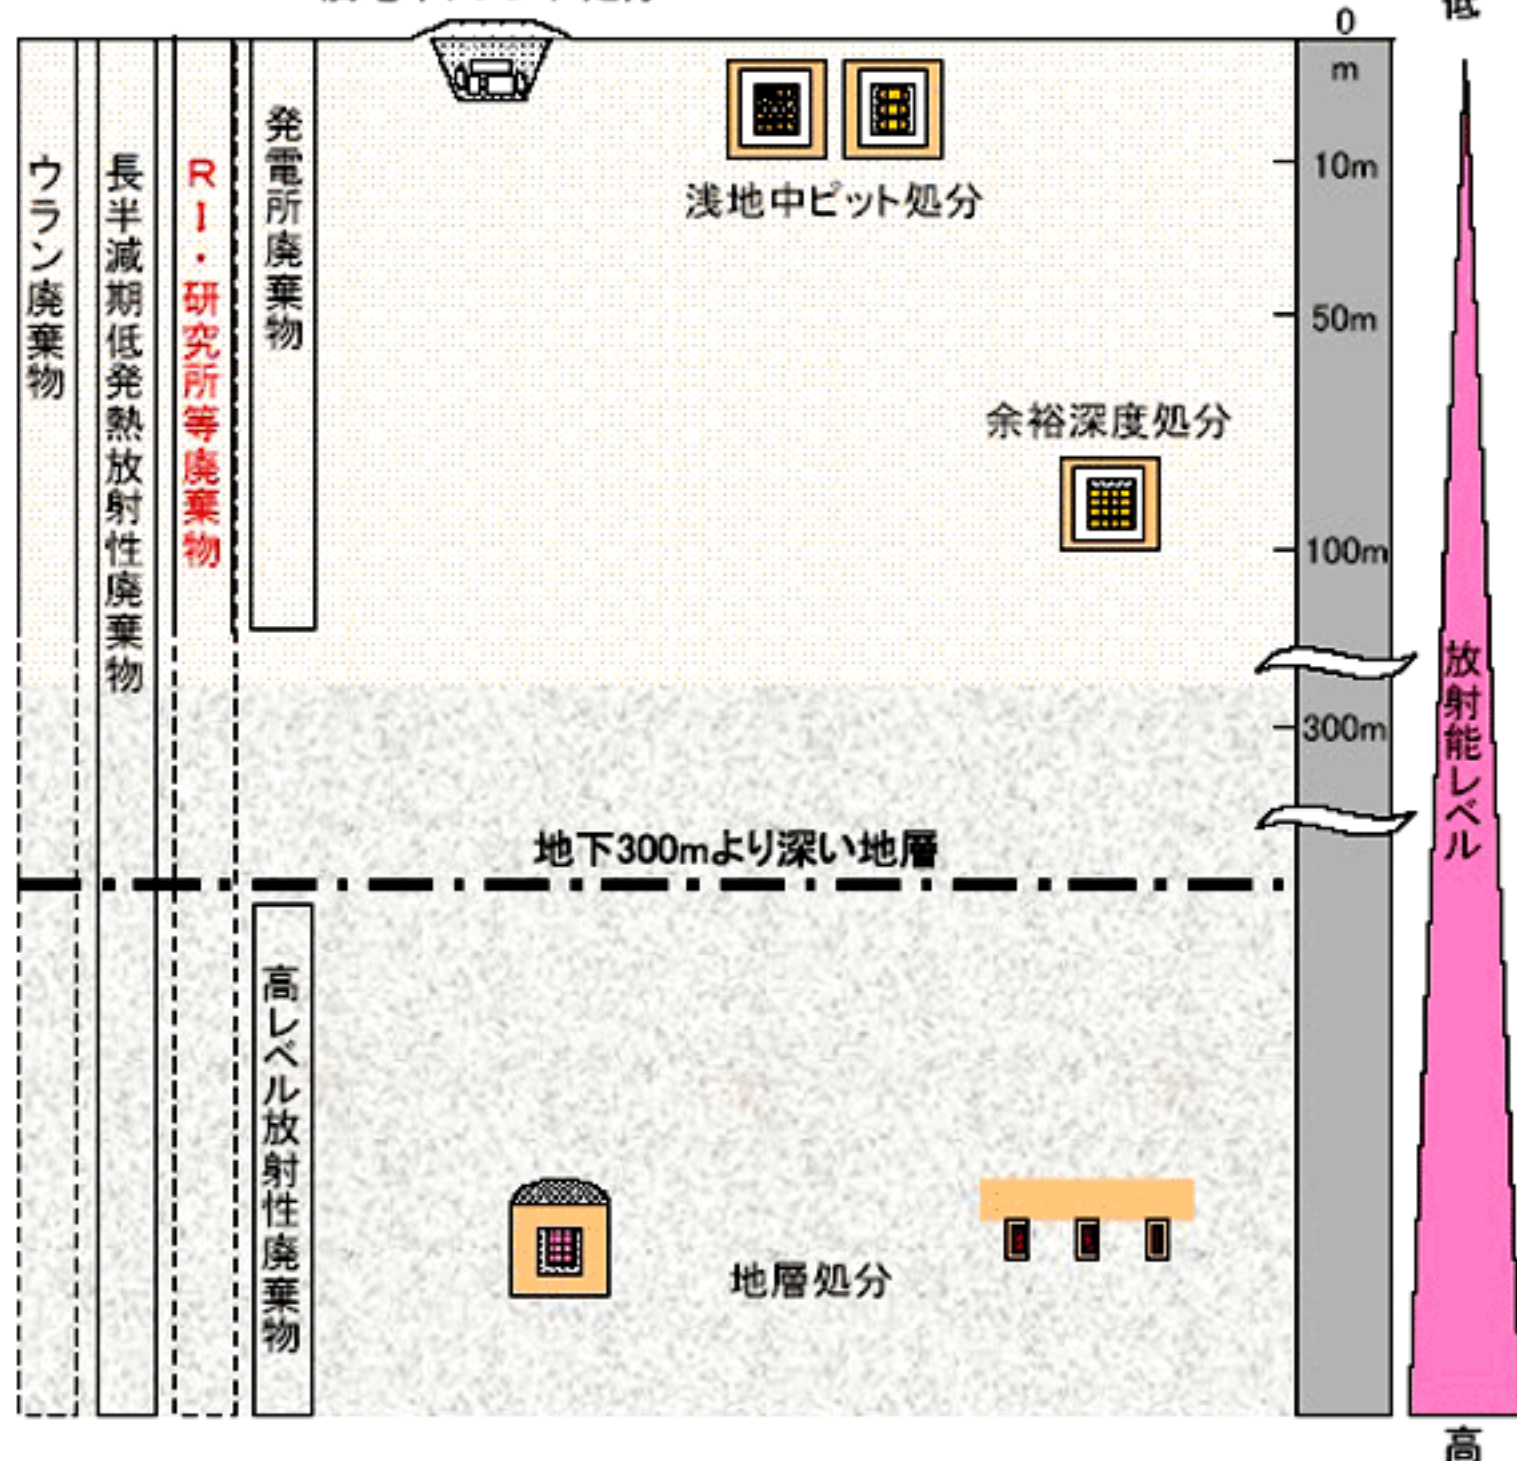 0
m
低
10m
50m
100m
300m
ウラン廃棄物
長半減期低発熱放射性廃棄物
RI・研究所等廃棄物
発電所廃棄物
浅地中ピット処分
余裕深度処分
放射能レベル
地下300mより深い地層
高レベル放射性廃棄物
地層処分
高